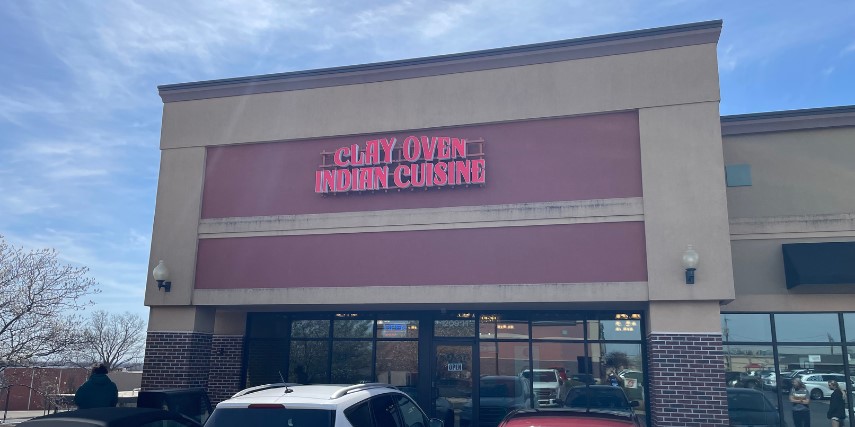 CLAY OVEN
INDIAN CUISINE
OPEN